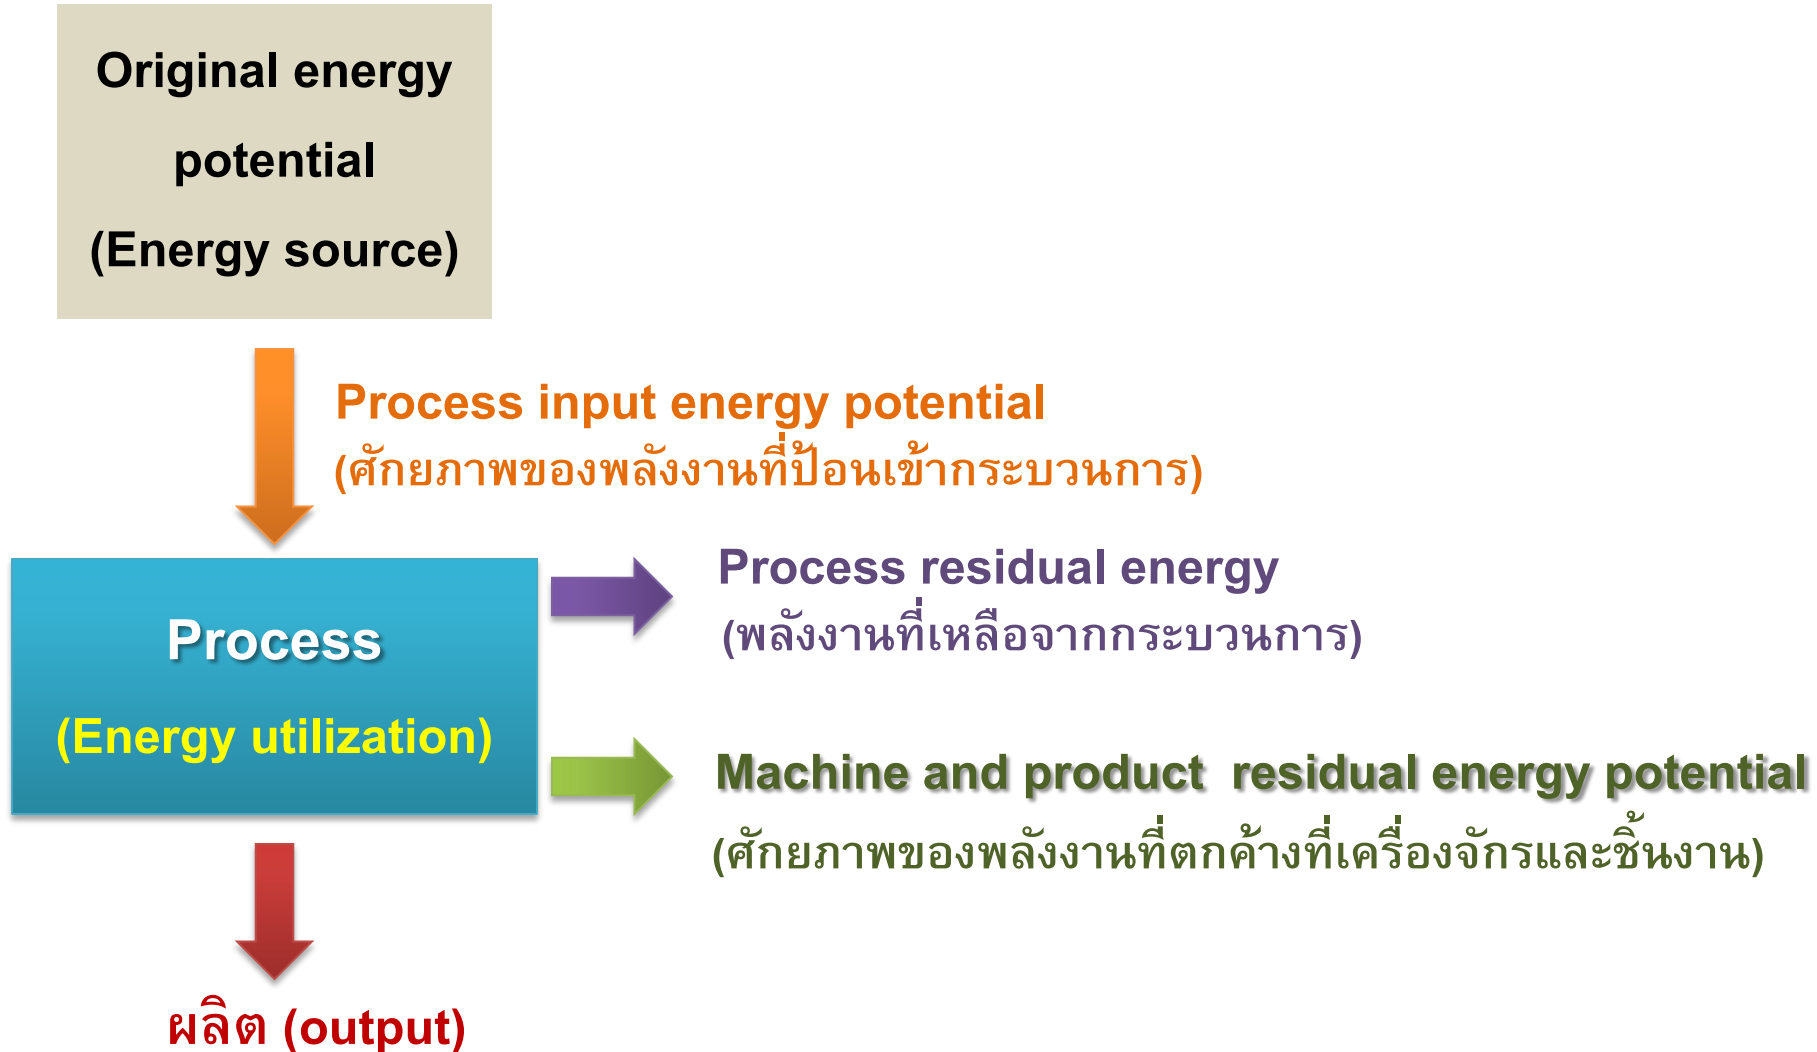 Original energy
potential
(Energy source)
Process input energy potential
(ศักยภาพของพลังงานที่ป้อนเข้ากระบวนการ)
Process residual energy
(พลังงานที่เหลือจากกระบวนการ)
Process
(Energy utilization)
Machine and product  residual energy potential
(ศักยภาพของพลังงานที่ตกค้างที่เครื่องจักรและชิ้นงาน)
ผลิต (output)